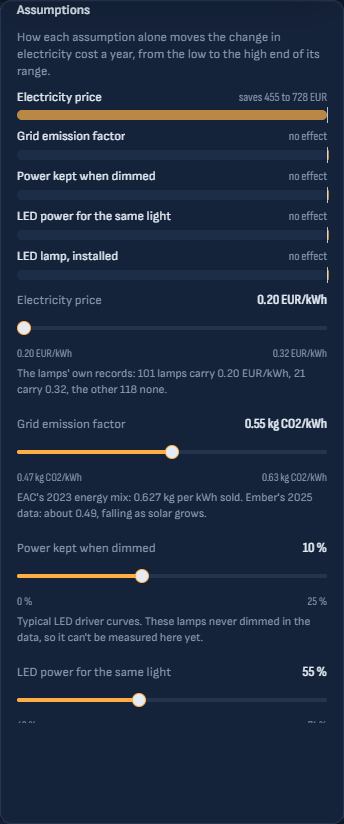 Assumptions
How each assumption alone moves the change in
electricity cost a year, from the low to the high end of its
range.
Electricity price saves 455 to 728 EUR
Grid emission factor no effect
Power kept when dimmed no effect
LED power for the same light no effect
LED lamp, installed no effect
Electricity price 0.20 EUR/kWh
0.20 EUR/kWh 0.32 EUR/kWh
The lamps' own records: 101 lamps carry 0.20 EUR/kWh, 21
carry 0.32, the other 118 none.
Grid emission factor 0.55 kg CO2/kWh
0.47 kg CO2/kWh 0.63 kg CO2/kWh
EAC's 2023 energy mix: 0.627 kg per kWh sold. Ember's 2025
data: about 0.49, falling as solar grows.
Power kept when dimmed 10 %
0 % 25 %
Typical LED driver curves. These lamps never dimmed in the
data, so it can't be measured here yet.
LED power for the same light 55 %